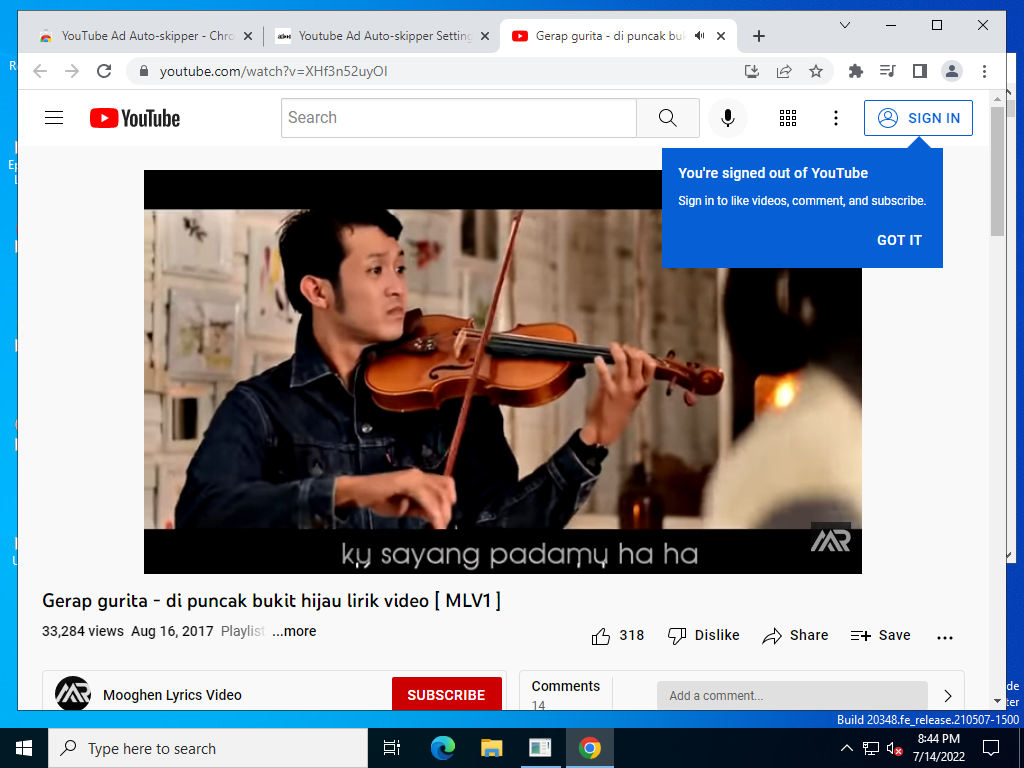 YouTube Ad Auto-skipper - Chro
Youtube Ad Auto-skipper Setting
Gerap gurita - di puncak buki
youtube.com/watch?v=XHf3n52uyOI
YouTube
Search
SIGN IN
You're signed out of YouTube
Sign in to like videos, comment, and subscribe.
GOT IT
ku sayang padamu ha ha
MR
Gerap gurita - di puncak bukit hijau lirik video [ MLV1 ]
33,284 views Aug 16, 2017 Playlist ...more
318 Dislike Share Save
Mooghen Lyrics Video
SUBSCRIBE
Comments
14
Add a comment...
Build 20348.fe_release.210507-1500
Type here to search
8:44 PM
7/14/2022